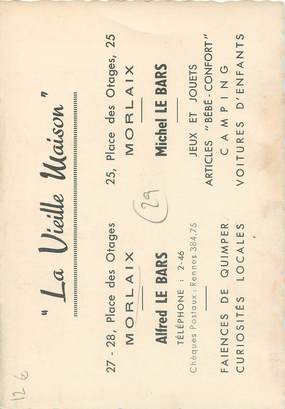 " La Vieille Maison "
27 - 28, Place des Otages
MORLAIX
Alfred LE BARS
TÉLÉPHONE : 2-46
Chèques Postaux : Rennes 384.75
FAIENCES DE QUIMPER.
CURIOSITES LOCALES
25, Place des Otages, 25
MORLAIX
Michel LE BARS
JEUX ET JOUETS
ARTICLES "BÉBÉ-CONFORT"
CAMPING
VOITURES D'ENFANTS
29
12 €